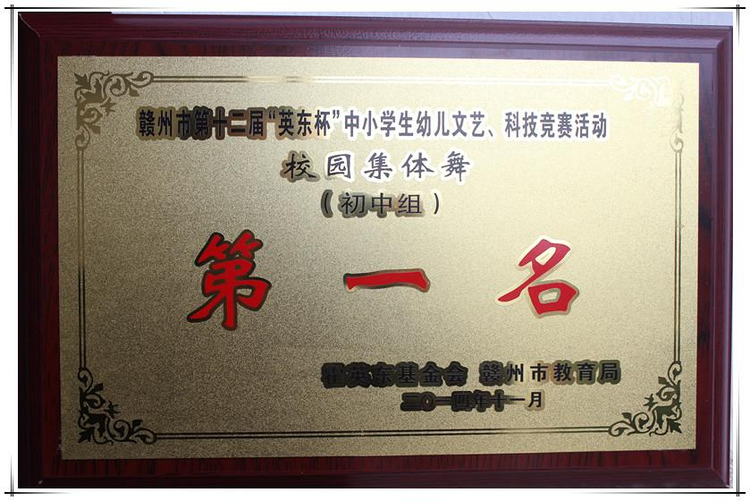 赣州市第十二届“英东杯”中小学生幼儿文艺、科技竞赛活动
校园集体舞
（初中组）
第一名
霍英东基金会 赣州市教育局
二〇一四年十一月